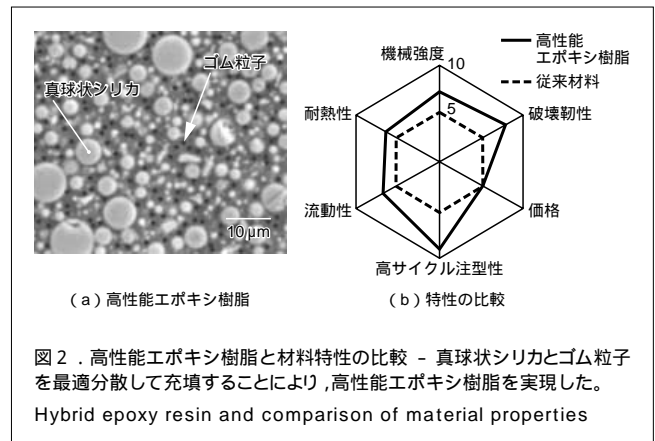 ゴム粒子
真球状シリカ
10 μm
(a)高性能エポキシ樹脂
機械強度
10
5
高性能
エポキシ樹脂
従来材料
耐熱性
破壊靭性
流動性
価格
高サイクル注型性
(b)特性の比較
図2.高性能エポキシ樹脂と材料特性の比較 - 真球状シリカとゴム粒子
を最適分散して充填することにより,高性能エポキシ樹脂を実現した。
Hybrid epoxy resin and comparison of material properties